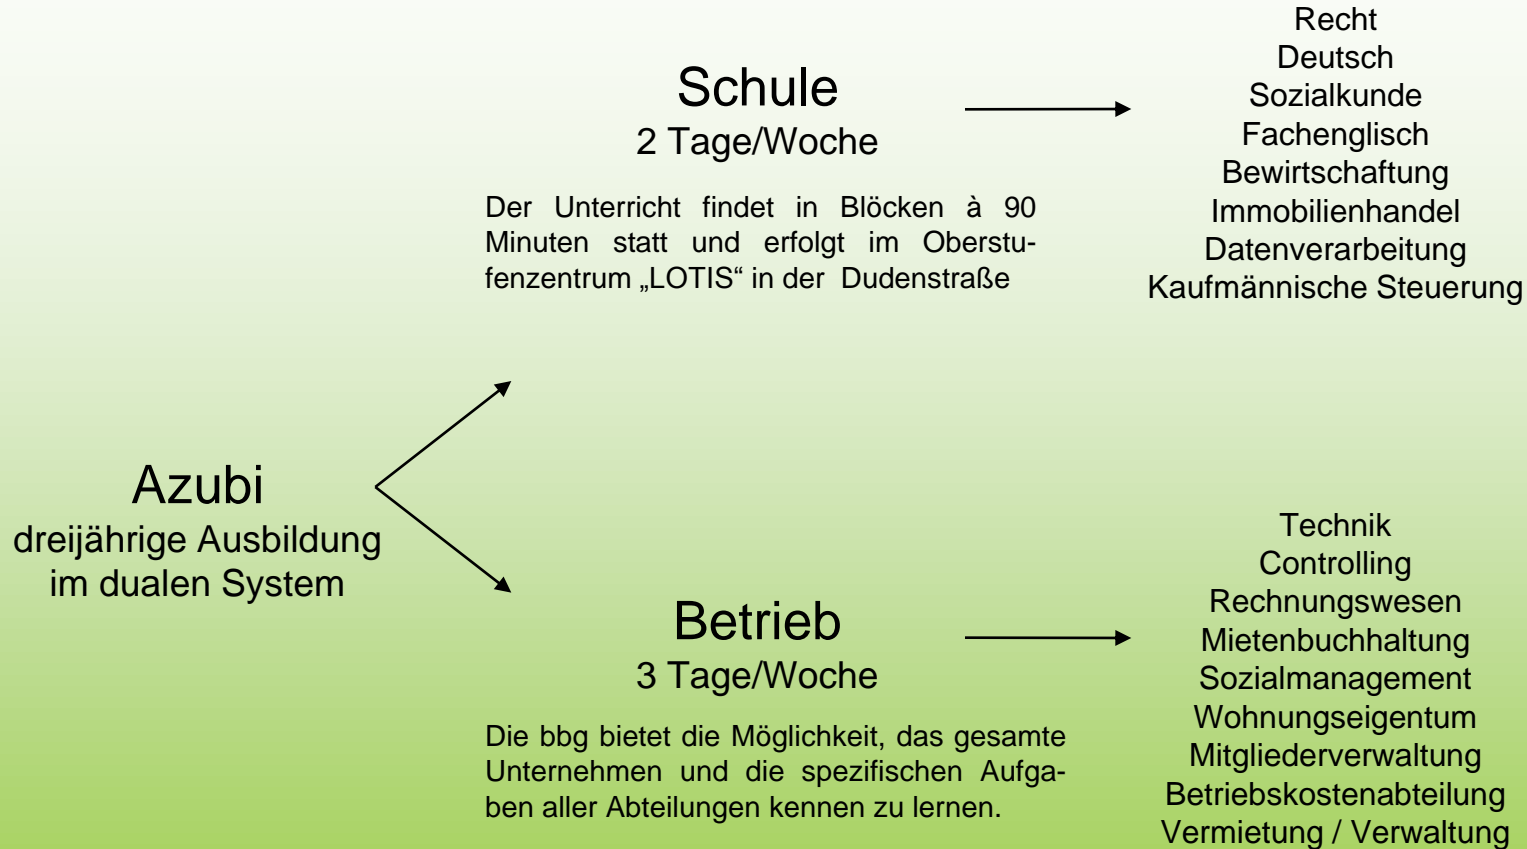 Azubi
dreijährige Ausbildung
im dualen System
Schule
2 Tage/Woche
Der Unterricht findet in Blöcken à 90
Minuten statt und erfolgt im Oberstu-
fenzentrum „LOTIS“ in der Dudenstraße
Recht
Deutsch
Sozialkunde
Fachenglisch
Bewirtschaftung
Immobilienhandel
Datenverarbeitung
Kaufmännische Steuerung
Betrieb
3 Tage/Woche
Die bbg bietet die Möglichkeit, das gesamte
Unternehmen und die spezifischen Aufga-
ben aller Abteilungen kennen zu lernen.
Technik
Controlling
Rechnungswesen
Mietenbuchhaltung
Sozialmanagement
Wohnungseigentum
Mitgliederverwaltung
Betriebskostenabteilung
Vermietung / Verwaltung